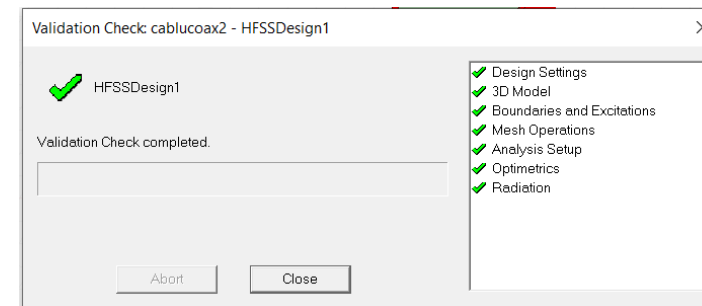 Validation Check: cablucoax2 - HFSSDesign1
HFSSDesign1
Validation Check completed.
Design Settings
3D Model
Boundaries and Excitations
Mesh Operations
Analysis Setup
Optimetrics
Radiation
Abort
Close